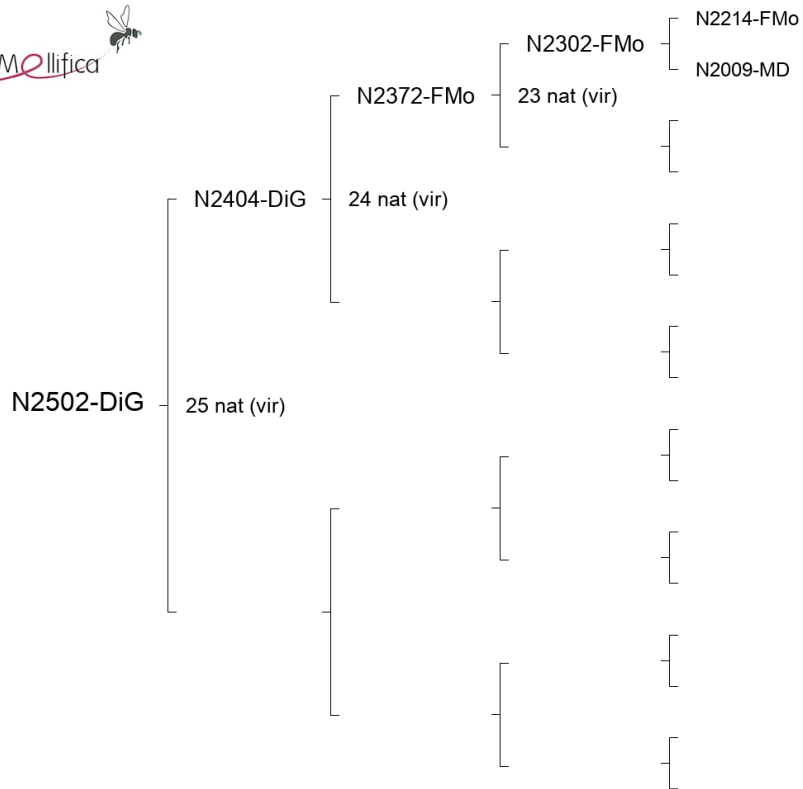 Mellifica
N2214-FMo
N2302-FMo
N2009-MD
N2372-FMo
23 nat (vir)
N2404-DiG
24 nat (vir)
N2502-DiG
25 nat (vir)